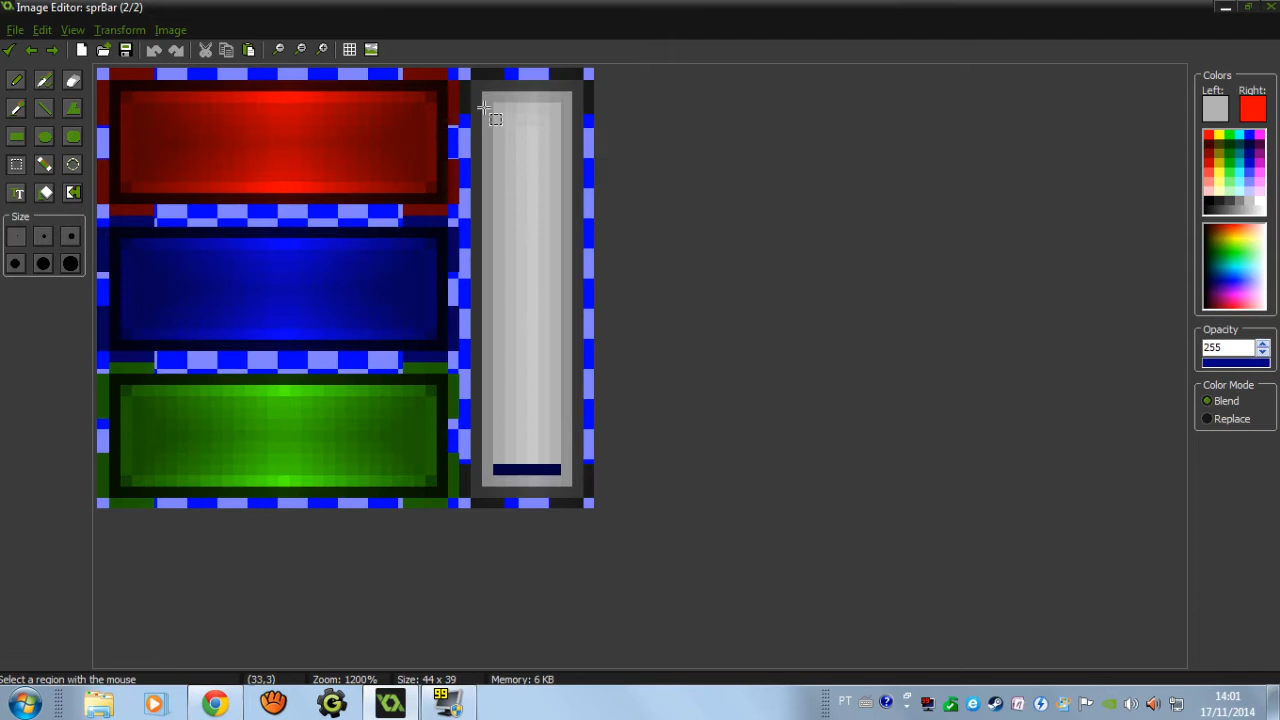 Image Editor: sprBar (2/2)
File Edit View Transform Image
Colors
Left: Right:
Size
Opacity
255
Color Mode
Blend
Replace
Select a region with the mouse (33,3) Zoom: 1200% Size: 44 x 39 Memory: 6 KB
99
PT
14:01
17/11/2014